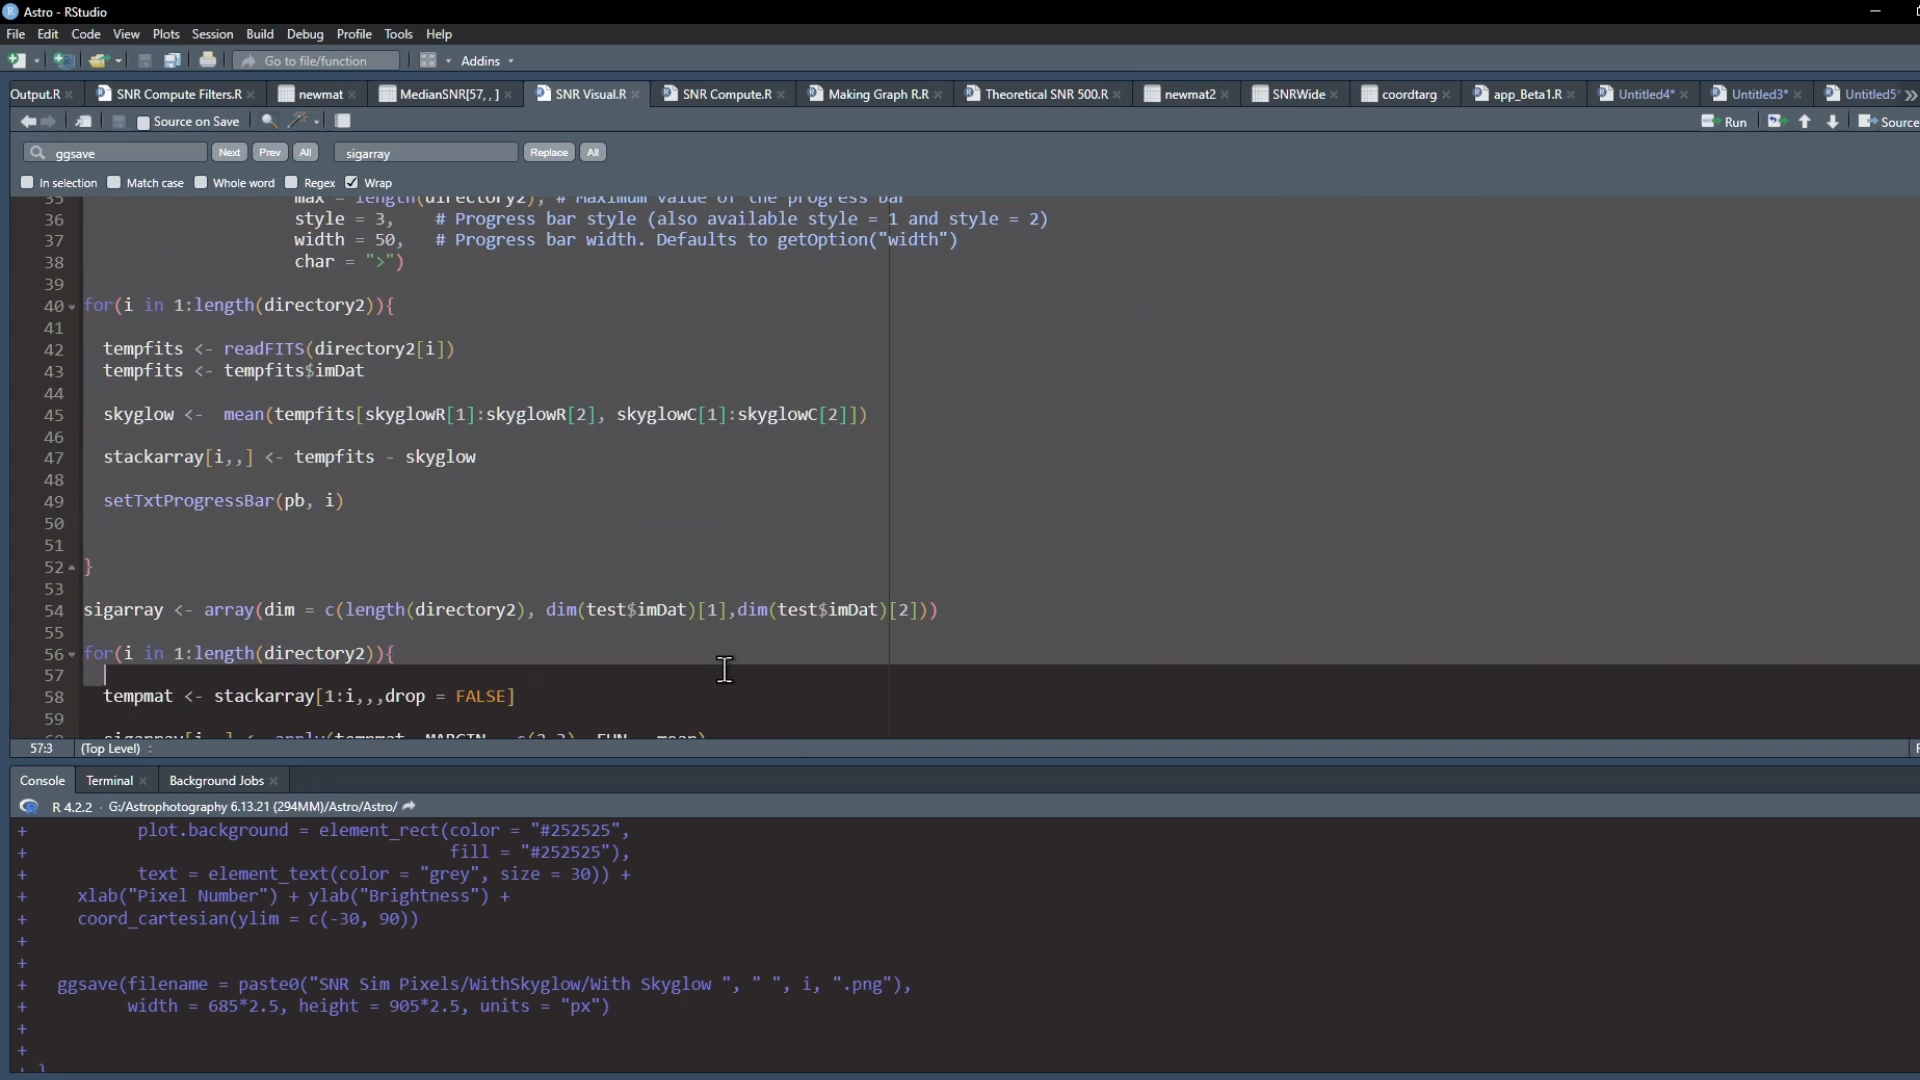 Astro - RStudio
File Edit Code View Plots Session Build Debug Profile Tools Help
Go to file/function Addins
Output.R SNR Compute Filters.R newmat MedianSNR[57, , ] SNR Visual.R SNR Compute.R Making Graph R.R Theoretical SNR 500.R newmat2 SNRWide coordtarg app_Beta1.R Untitled4* Untitled3* Untitled5*
Source on Save Run Source
ggsave Next Prev All sigarray Replace All
In selection Match case Whole word Regex Wrap
35 max = length(directory2), # Maximum value of the progress bar
36 style = 3, # Progress bar style (also available style = 1 and style = 2)
37 width = 50, # Progress bar width. Defaults to getOption("width")
38 char = ">")
39
40 for(i in 1:length(directory2)){
41
42 tempfits <- readFITS(directory2[i])
43 tempfits <- tempfits$imDat
44
45 skyglow <- mean(tempfits[skyglowR[1]:skyglowR[2], skyglowC[1]:skyglowC[2]])
46
47 stackarray[i,,] <- tempfits - skyglow
48
49 setTxtProgressBar(pb, i)
50
51
52 }
53
54 sigarray <- array(dim = c(length(directory2), dim(test$imDat)[1],dim(test$imDat)[2]))
55
56 for(i in 1:length(directory2)){
57
58 tempmat <- stackarray[1:i,,,drop = FALSE]
59
57:3 (Top Level)
Console Terminal Background Jobs
R 4.2.2 · G:/Astrophotography 6.13.21 (294MM)/Astro/Astro/
+ plot.background = element_rect(color = "#252525",
+ fill = "#252525"),
+ text = element_text(color = "grey", size = 30)) +
+ xlab("Pixel Number") + ylab("Brightness") +
+ coord_cartesian(ylim = c(-30, 90))
+
+
+ ggsave(filename = paste0("SNR Sim Pixels/WithSkyglow/With Skyglow ", " ", i, ".png"),
+ width = 685*2.5, height = 905*2.5, units = "px")
+
+
+ }